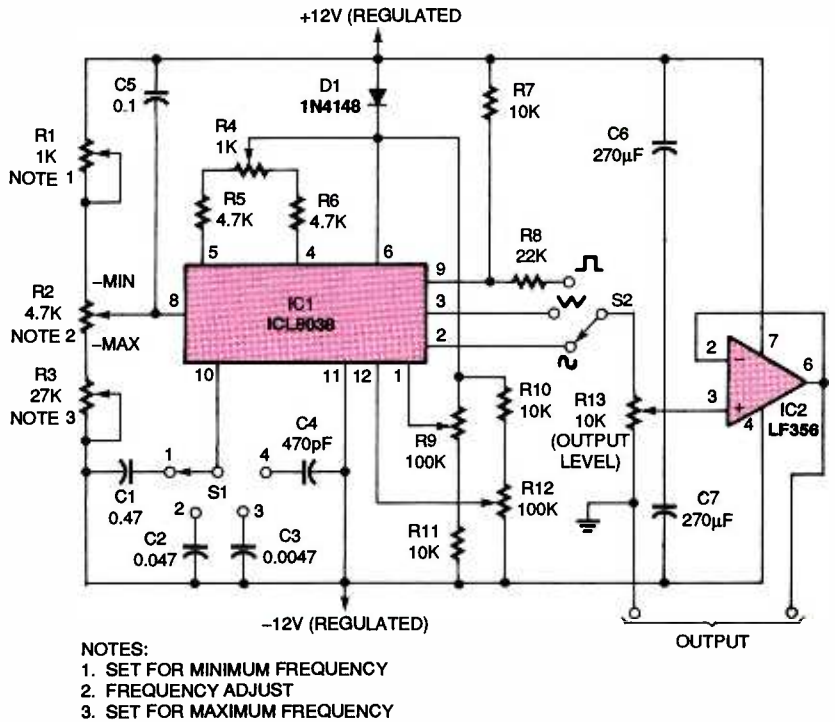 +12V (REGULATED
C5
0.1
D1
1N4148
R7
10K
R1
1K
NOTE 1
R4
1K
C6
270µF
R5
4.7K
R6
4.7K
5
4
6
R8
22K
9
–MIN
R2
4.7K
NOTE 2
8
IC1
ICL8038
3
S2
–MAX
2
7
2
–
6
R3
27K
NOTE 3
10
11
12
1
R10
10K
R13
10K
(OUTPUT
LEVEL)
3
+
4
IC2
LF356
C4
470pF
R9
100K
1
4
C1
0.47
S1
R12
100K
2
3
C7
270µF
C2
0.047
C3
0.0047
R11
10K
–12V (REGULATED)
OUTPUT
NOTES:
1. SET FOR MINIMUM FREQUENCY
2. FREQUENCY ADJUST
3. SET FOR MAXIMUM FREQUENCY